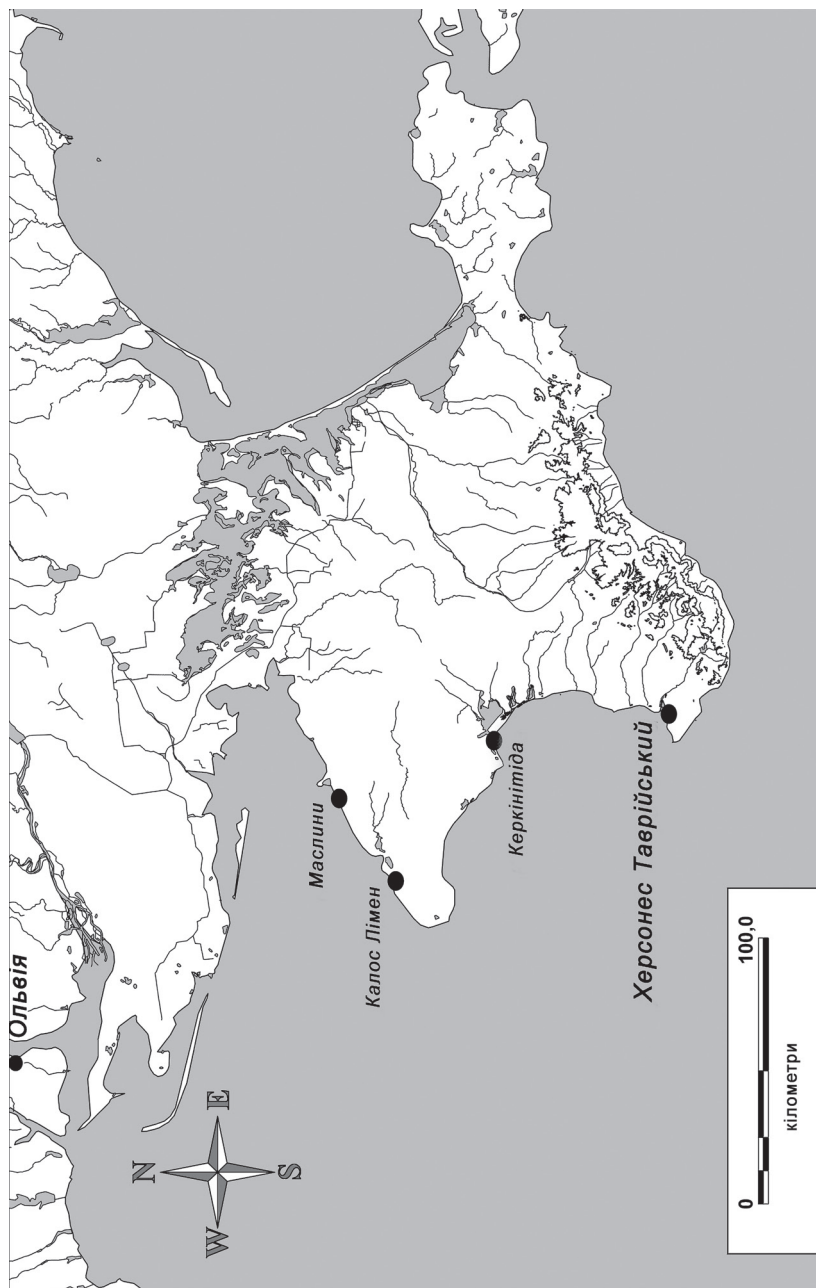 Ольвія
Маслини
Калос Лімен
Керкінітіда
Херсонес Таврійський
N
W
E
S
0
100,0
кілометри